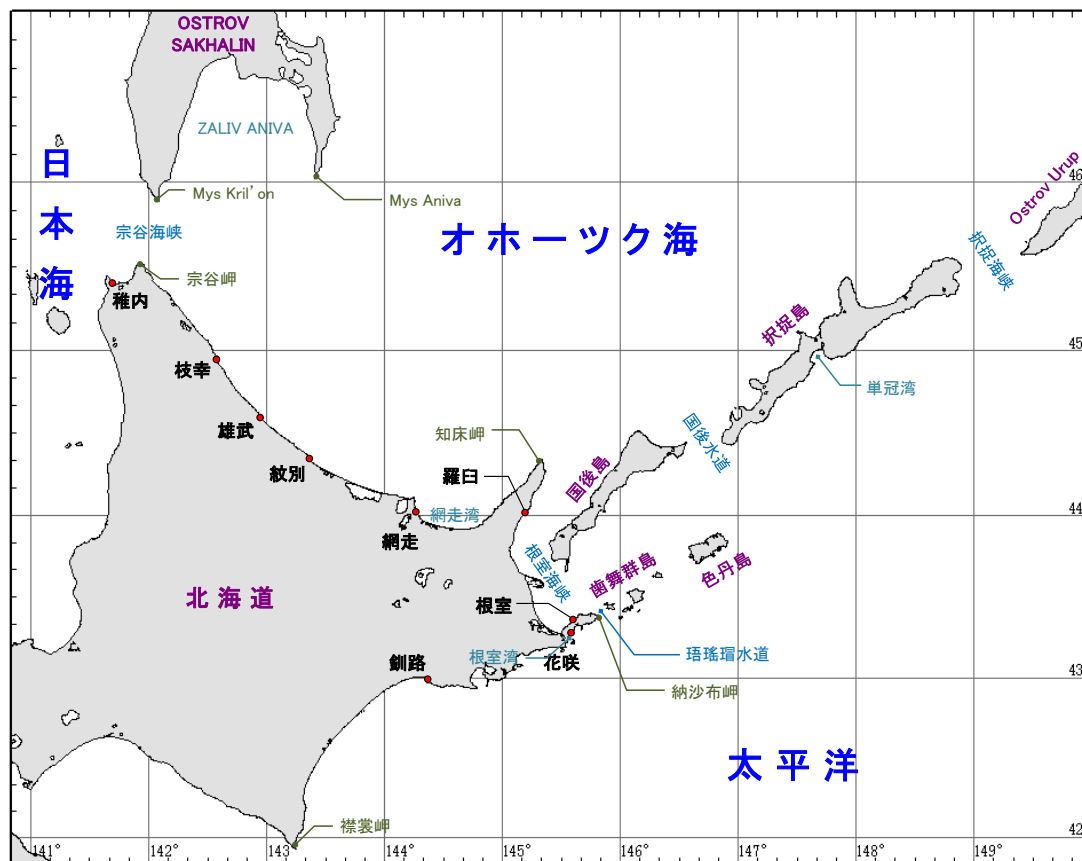 OSTROV
SAKHALIN
ZALIV ANIVA
日本海
Mys Kril'on
Mys Aniva
46
Ostrov Urup
宗谷海峡
オホーツク海
択捉海峡
宗谷岬
稚内
択捉島
45
枝幸
単冠湾
雄武
知床岬
国後水道
紋別
羅臼
国後島
44
網走湾
網走
根室海峡
歯舞群島
色丹島
北海道
根室
根室湾
花咲
珸瑤瑁水道
釧路
43
納沙布岬
太平洋
襟裳岬
42
141°
142°
143°
144°
145°
146°
147°
148°
149°